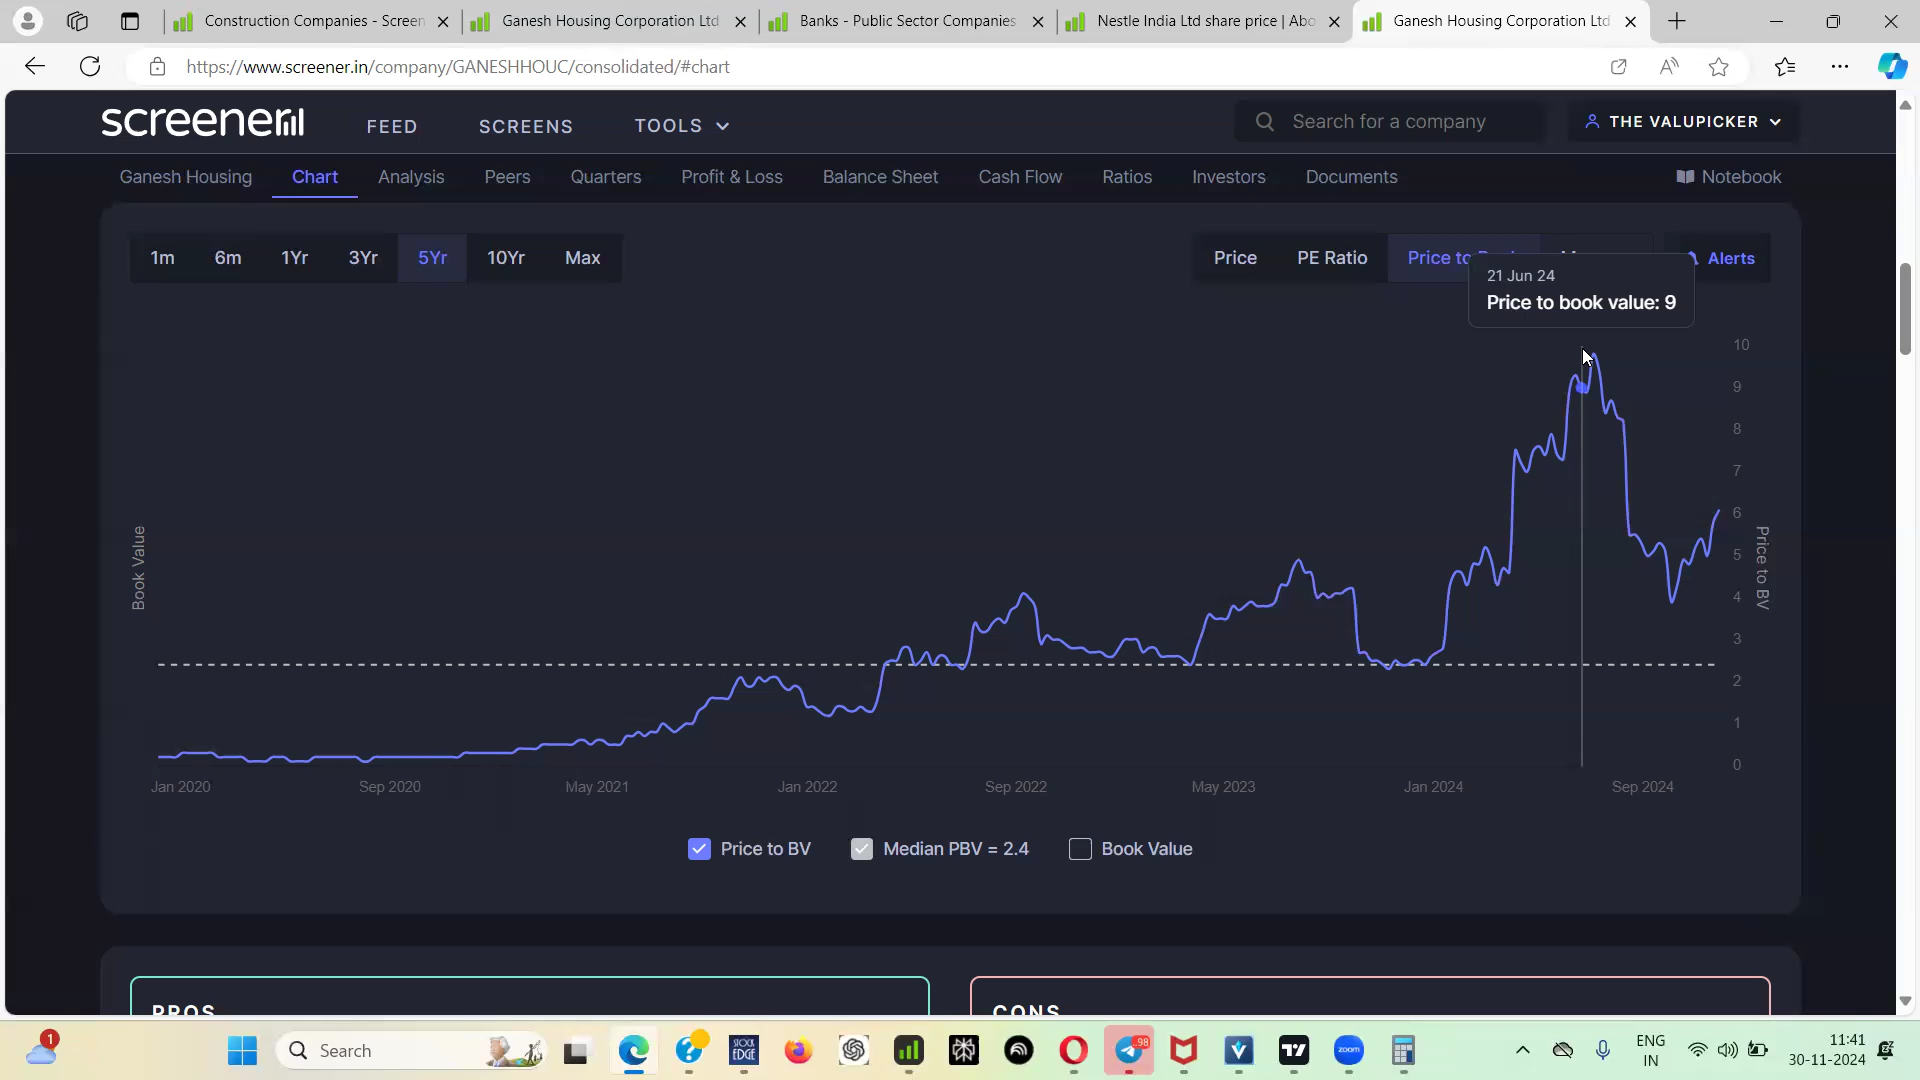 Construction Companies - Screen
Ganesh Housing Corporation Ltd
Banks - Public Sector Companies
Nestle India Ltd share price | Abo
Ganesh Housing Corporation Ltd
https://www.screener.in/company/GANESHHOUC/consolidated/#chart
screener
FEED
SCREENS
TOOLS
Search for a company
THE VALUPICKER
Ganesh Housing
Chart
Analysis
Peers
Quarters
Profit & Loss
Balance Sheet
Cash Flow
Ratios
Investors
Documents
Notebook
1m
6m
1Yr
3Yr
5Yr
10Yr
Max
Price
PE Ratio
Price to
Alerts
21 Jun 24
Price to book value: 9
10
9
8
7
6
5
4
3
2
1
0
Book Value
Price to BV
Jan 2020
Sep 2020
May 2021
Jan 2022
Sep 2022
May 2023
Jan 2024
Sep 2024
Price to BV
Median PBV = 2.4
Book Value
PROS
CONS
1
Search
STOCK
EDGE
98
zoom
ENG
IN
11:41
30-11-2024